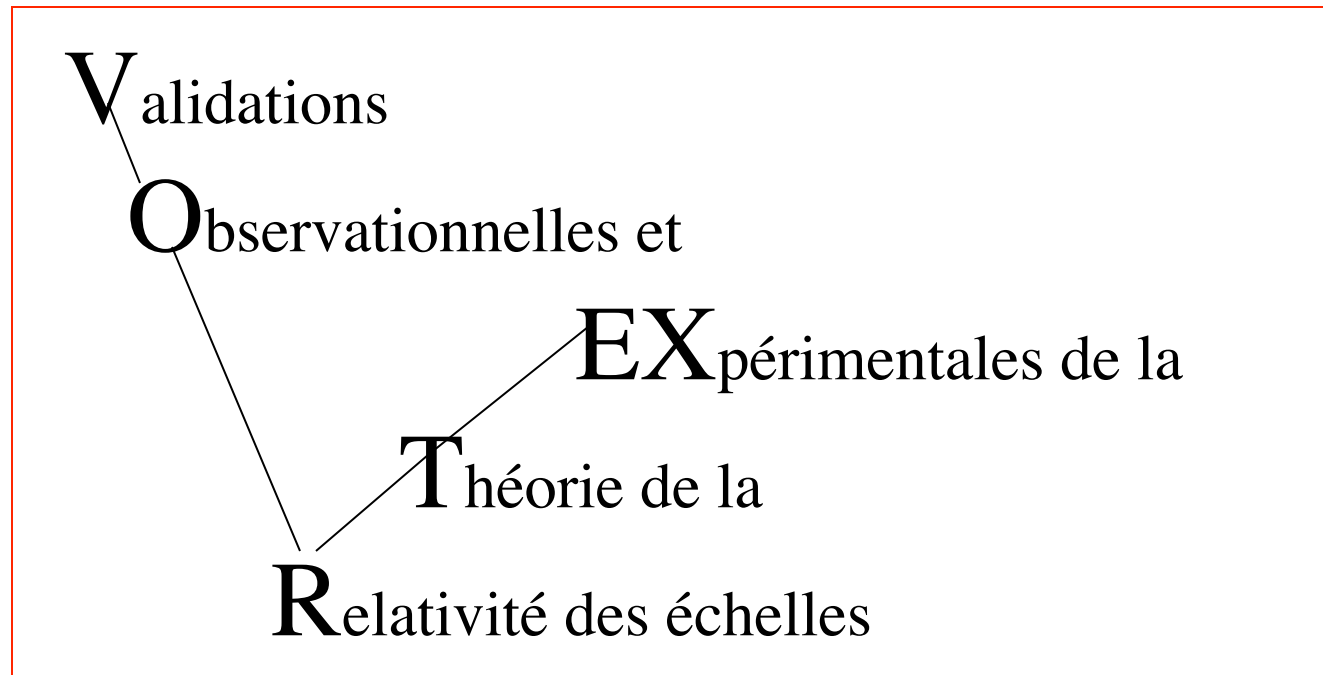 Validations
Observationnelles et
EXpérimentales de la
Théorie de la
Relativité des échelles